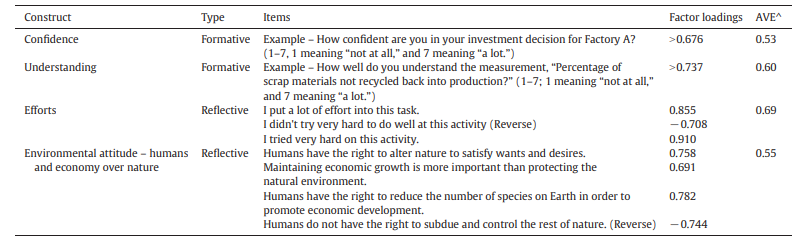 Construct Type Items Factor loadings AVE^
Confidence Formative Example – How confident are you in your investment decision for Factory A? >0.676 0.53
(1–7, 1 meaning “not at all,” and 7 meaning “a lot.”)
Understanding Formative Example – How well do you understand the measurement, “Percentage of >0.737 0.60
scrap materials not recycled back into production?” (1–7; 1 meaning “not at all,”
and 7 meaning “a lot.”)
Efforts Reflective I put a lot of effort into this task. 0.855 0.69
I didn't try very hard to do well at this activity (Reverse) −0.708
I tried very hard on this activity. 0.910
Environmental attitude – humans Reflective Humans have the right to alter nature to satisfy wants and desires. 0.758 0.55
and economy over nature Maintaining economic growth is more important than protecting the 0.691
natural environment.
Humans have the right to reduce the number of species on Earth in order to 0.782
promote economic development.
Humans do not have the right to subdue and control the rest of nature. (Reverse) −0.744